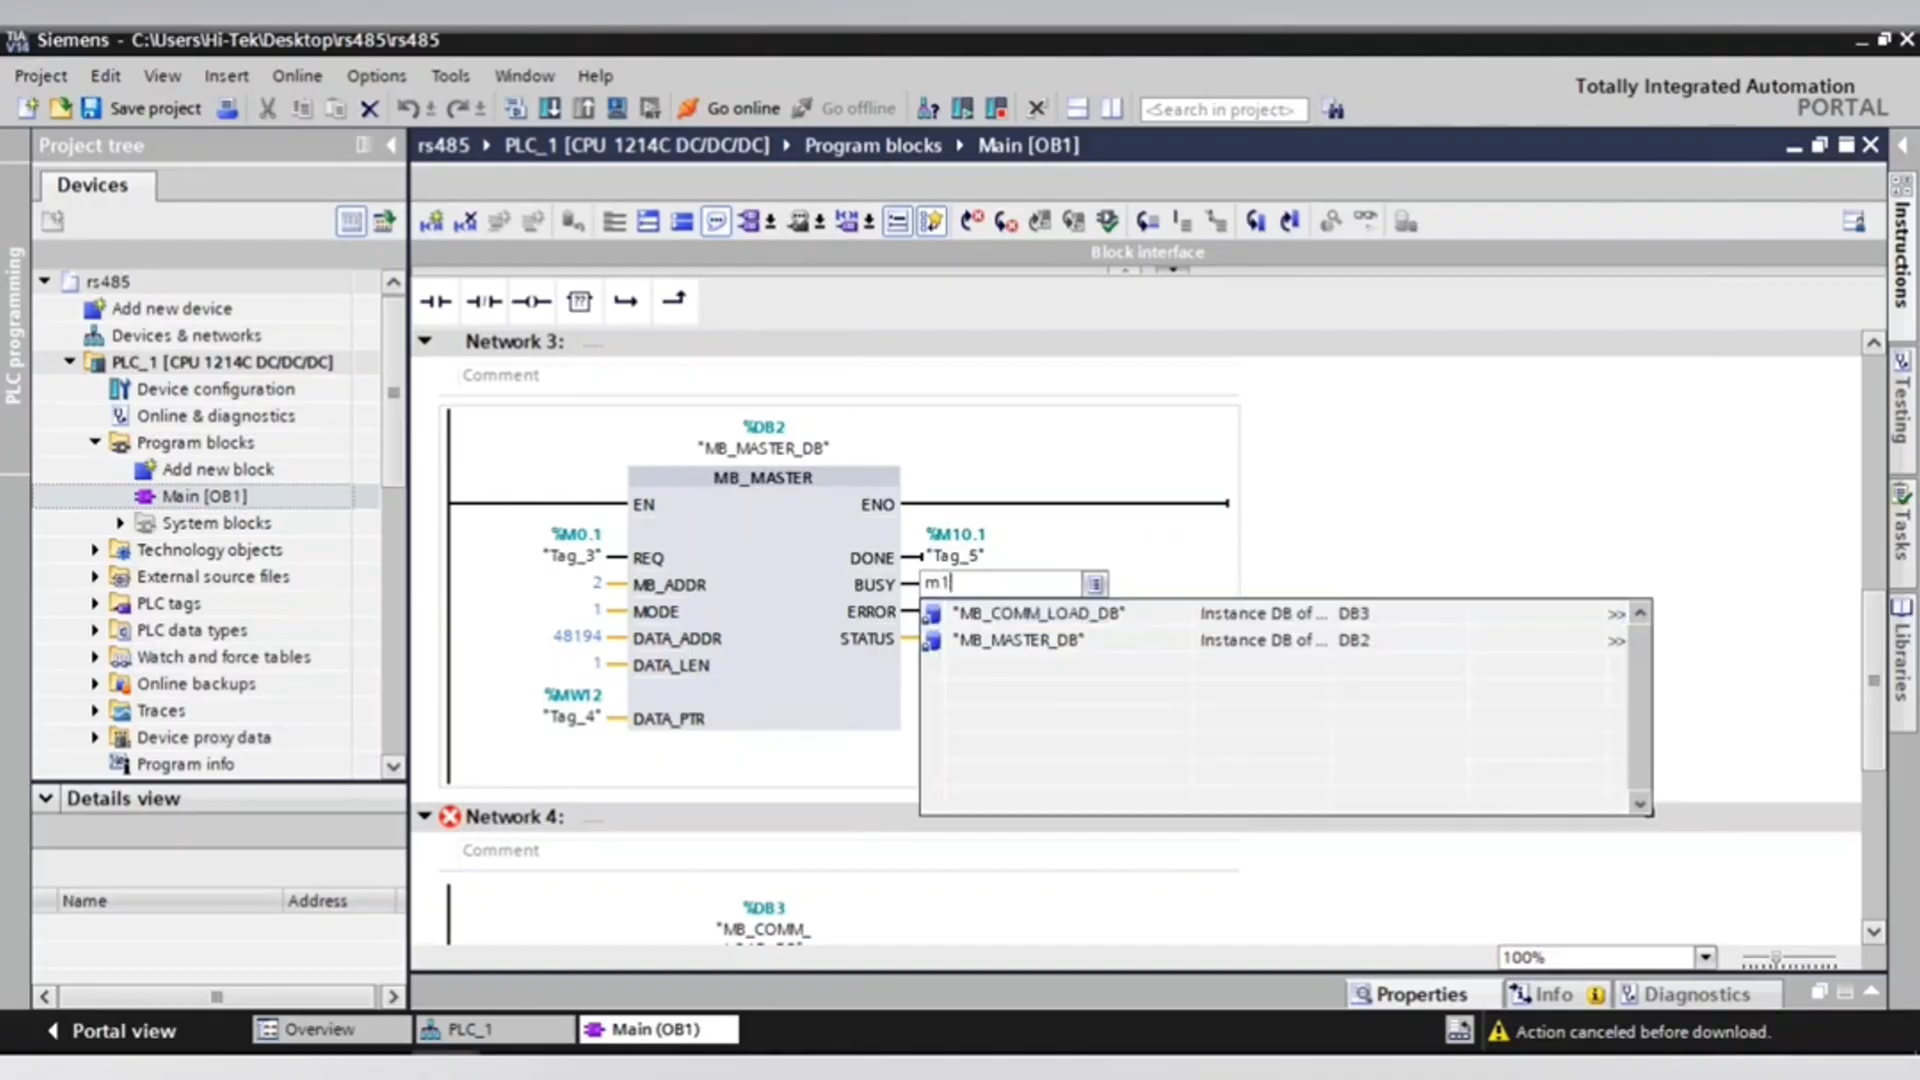 TIA V14 Siemens - C:\Users\Hi-Tek\Desktop\rs485\rs485
Project Edit View Insert Online Options Tools Window Help
Totally Integrated Automation
PORTAL
Save project Go online Go offline <Search in project>
Project tree
rs485 PLC_1 [CPU 1214C DC/DC/DC] Program blocks Main [OB1]
Devices
Block interface
PLC programming
rs485
Add new device
Devices & networks
PLC_1 [CPU 1214C DC/DC/DC]
Device configuration
Online & diagnostics
Program blocks
Add new block
Main [OB1]
System blocks
Technology objects
External source files
PLC tags
PLC data types
Watch and force tables
Online backups
Traces
Device proxy data
Program info
Details view
Name Address
??
Network 3: .....
Comment
%DB2
"MB_MASTER_DB"
MB_MASTER
EN ENO
%M0.1 %M10.1
"Tag_3" REQ DONE "Tag_5"
2 MB_ADDR BUSY m1
1 MODE ERROR
48194 DATA_ADDR STATUS
1 DATA_LEN
%MW12
"Tag_4" DATA_PTR
"MB_COMM_LOAD_DB" Instance DB of ... DB3 >>
"MB_MASTER_DB" Instance DB of ... DB2 >>
Network 4: .....
Comment
%DB3
"MB_COMM_
100%
Properties Info Diagnostics
Instructions
Testing
Tasks
Libraries
Portal view Overview PLC_1 Main (OB1) Action canceled before download.